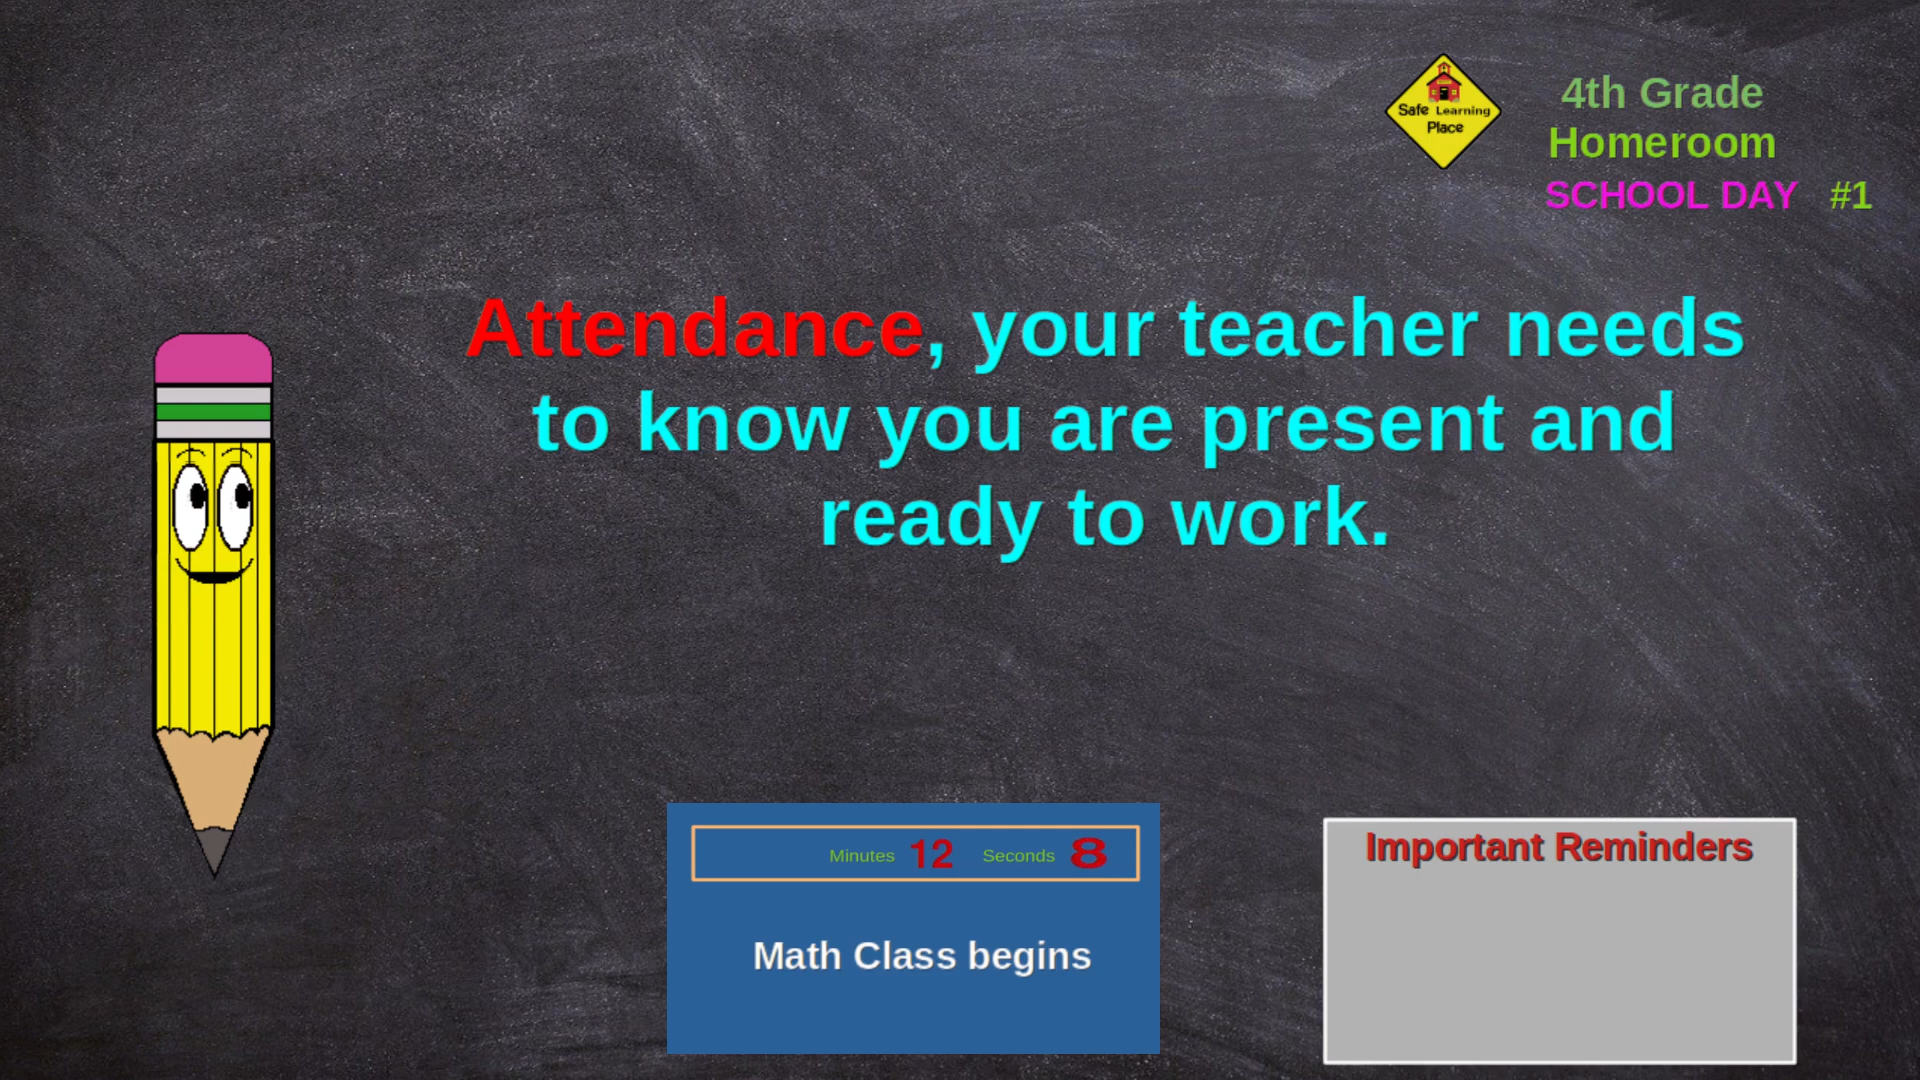 Safe Learning
Place
4th Grade
Homeroom
SCHOOL DAY #1
Attendance, your teacher needs
to know you are present and
ready to work.
Minutes 12 Seconds 8
Math Class begins
Important Reminders